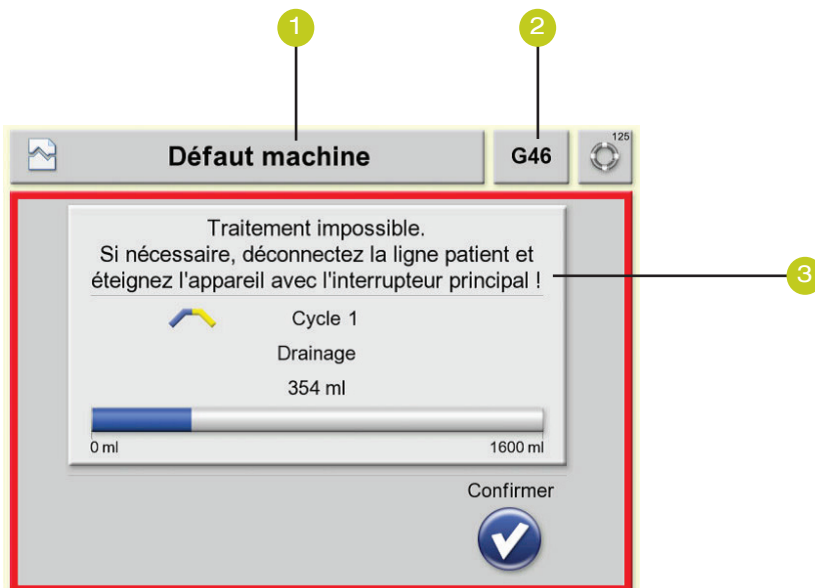 1
2
Défaut machine
G46
125
Traitement impossible.
Si nécessaire, déconnectez la ligne patient et
éteignez l'appareil avec l'interrupteur principal !
3
Cycle 1
Drainage
354 ml
0 ml
1600 ml
Confirmer